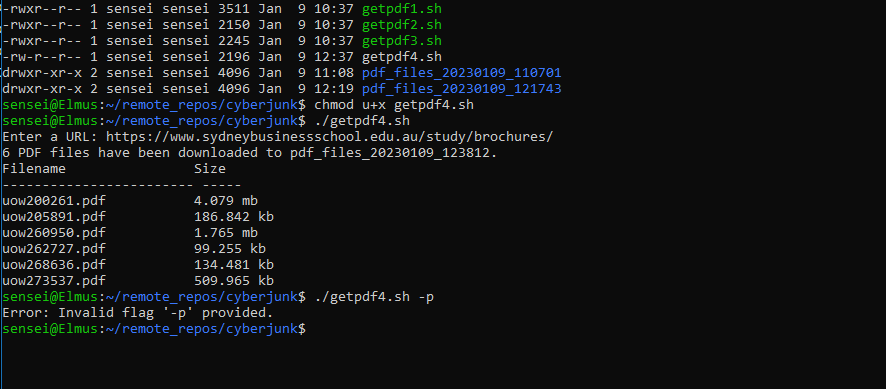 -rwxr--r-- 1 sensei sensei 3511 Jan  9 10:37 getpdf1.sh
-rwxr--r-- 1 sensei sensei 2150 Jan  9 10:37 getpdf2.sh
-rwxr--r-- 1 sensei sensei 2245 Jan  9 10:37 getpdf3.sh
-rw-r--r-- 1 sensei sensei 2196 Jan  9 12:37 getpdf4.sh
drwxr-xr-x 2 sensei sensei 4096 Jan  9 11:08 pdf_files_20230109_110701
drwxr-xr-x 2 sensei sensei 4096 Jan  9 12:19 pdf_files_20230109_121743
sensei@Elmus:~/remote_repos/cyberjunk$ chmod u+x getpdf4.sh
sensei@Elmus:~/remote_repos/cyberjunk$ ./getpdf4.sh
Enter a URL: https://www.sydneybusinessschool.edu.au/study/brochures/
6 PDF files have been downloaded to pdf_files_20230109_123812.
Filename                Size
------------------------ -----
uow200261.pdf           4.079 mb
uow205891.pdf           186.842 kb
uow260950.pdf           1.765 mb
uow262727.pdf           99.255 kb
uow268636.pdf           134.481 kb
uow273537.pdf           509.965 kb
sensei@Elmus:~/remote_repos/cyberjunk$ ./getpdf4.sh -p
Error: Invalid flag '-p' provided.
sensei@Elmus:~/remote_repos/cyberjunk$